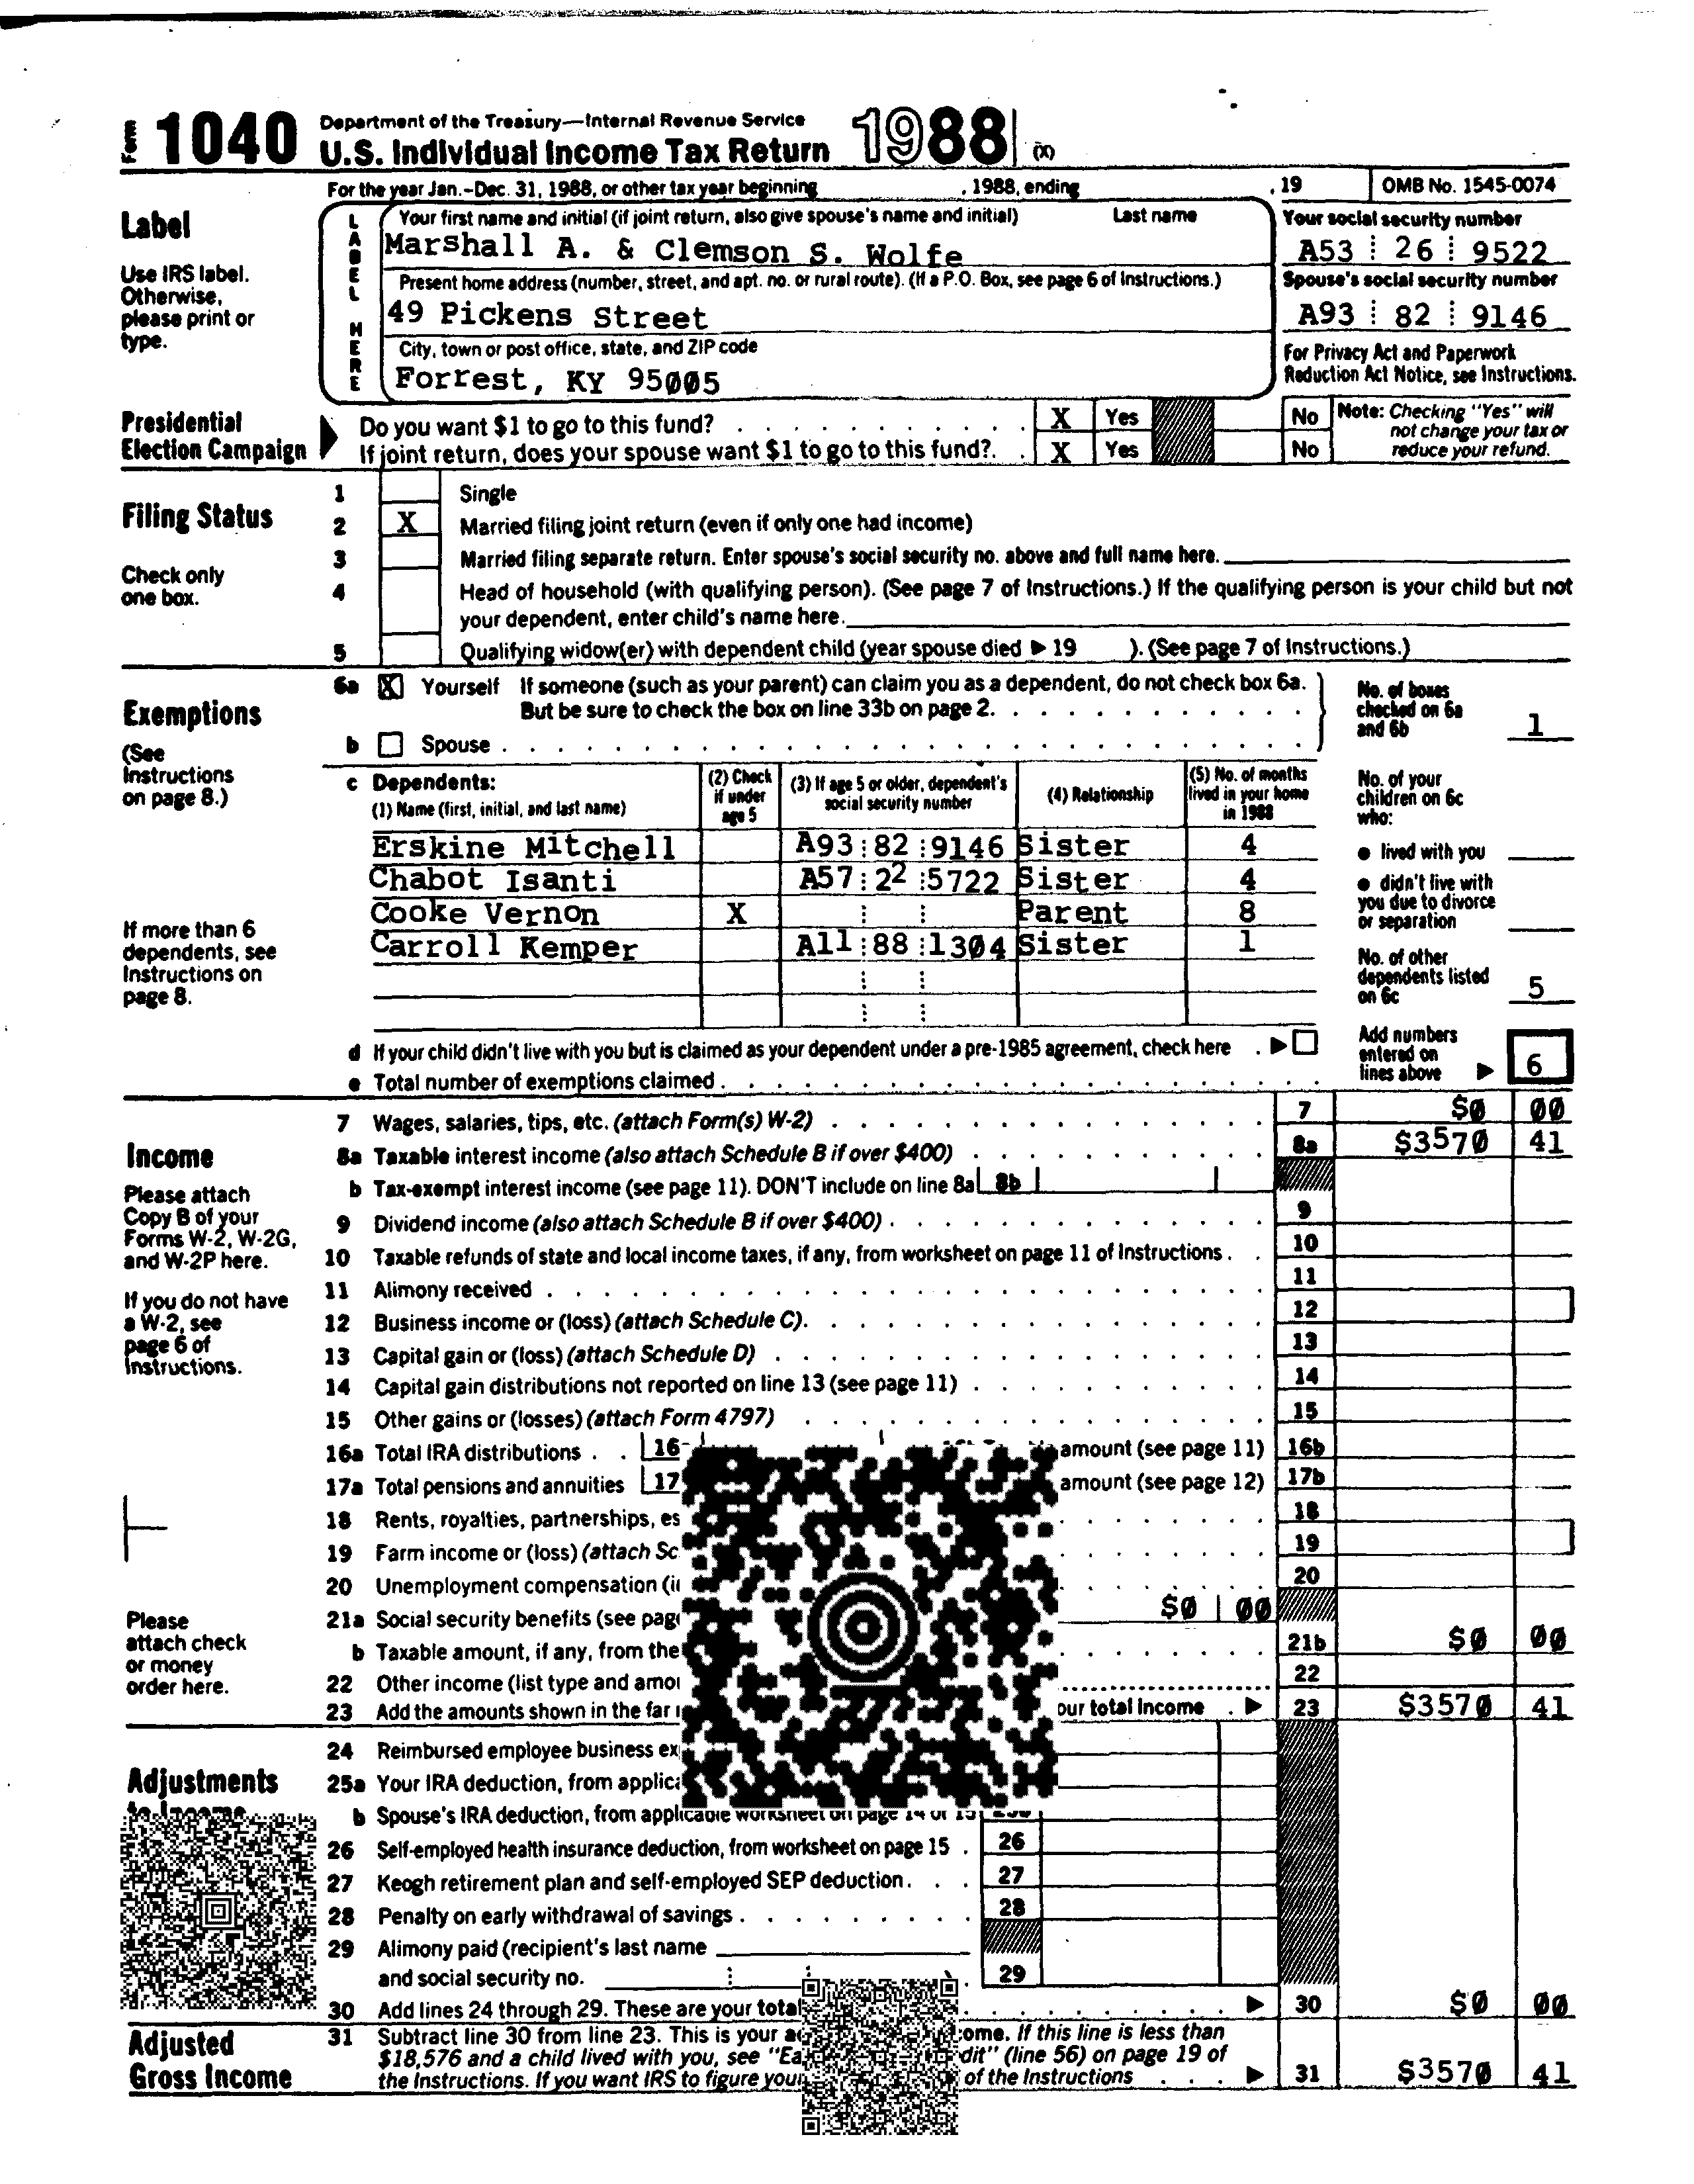 Form 1040 Department of the Treasury—Internal Revenue Service
U.S. Individual Income Tax Return 1988 (X)
For the year Jan.-Dec. 31, 1988, or other tax year beginning , 1988, ending , 19 OMB No. 1545-0074
Label
Use IRS label.
Otherwise,
please print or
type.
LABEL HERE
Your first name and initial (if joint return, also give spouse's name and initial) Last name
Marshall A. & Clemson S. Wolfe
Present home address (number, street, and apt. no. or rural route). (If a P.O. Box, see page 6 of Instructions.)
49 Pickens Street
City, town or post office, state, and ZIP code
Forrest, KY 95005
Your social security number
A53 26 9522
Spouse's social security number
A93 82 9146
For Privacy Act and Paperwork
Reduction Act Notice, see Instructions.
Presidential
Election Campaign
Do you want $1 to go to this fund? X Yes No
If joint return, does your spouse want $1 to go to this fund?. X Yes No
Note: Checking "Yes" will
not change your tax or
reduce your refund.
Filing Status
Check only
one box.
1 Single
2 X Married filing joint return (even if only one had income)
3 Married filing separate return. Enter spouse's social security no. above and full name here.
4 Head of household (with qualifying person). (See page 7 of Instructions.) If the qualifying person is your child but not
your dependent, enter child's name here.
5 Qualifying widow(er) with dependent child (year spouse died ▶ 19 ). (See page 7 of Instructions.)
Exemptions
(See
Instructions
on page 8.)
If more than 6
dependents, see
Instructions on
page 8.
6a X Yourself If someone (such as your parent) can claim you as a dependent, do not check box 6a.
But be sure to check the box on line 33b on page 2.
b Spouse
No. of boxes
checked on 6a
and 6b 1
c Dependents:
(1) Name (first, initial, and last name)
(2) Check
if under
age 5
(3) If age 5 or older, dependent's
social security number
(4) Relationship
(5) No. of months
lived in your home
in 1988
Erskine Mitchell A93 82 9146 Sister 4
Chabot Isanti A57 22 5722 Sister 4
Cooke Vernon X Parent 8
Carroll Kemper A11 88 1304 Sister 1
No. of your
children on 6c
who:
● lived with you
● didn't live with
you due to divorce
or separation
No. of other
dependents listed
on 6c 5
d If your child didn't live with you but is claimed as your dependent under a pre-1985 agreement, check here ▶
e Total number of exemptions claimed
Add numbers
entered on
lines above ▶ 6
Income
Please attach
Copy B of your
Forms W-2, W-2G,
and W-2P here.
If you do not have
a W-2, see
page 6 of
Instructions.
Please
attach check
or money
order here.
7 Wages, salaries, tips, etc. (attach Form(s) W-2) 7 $0 00
8a Taxable interest income (also attach Schedule B if over $400) 8a $3570 41
b Tax-exempt interest income (see page 11). DON'T include on line 8a 8b
9 Dividend income (also attach Schedule B if over $400) 9
10 Taxable refunds of state and local income taxes, if any, from worksheet on page 11 of Instructions 10
11 Alimony received 11
12 Business income or (loss) (attach Schedule C). 12
13 Capital gain or (loss) (attach Schedule D) 13
14 Capital gain distributions not reported on line 13 (see page 11) 14
15 Other gains or (losses) (attach Form 4797) 15
16a Total IRA distributions 16 amount (see page 11) 16b
17a Total pensions and annuities 17 amount (see page 12) 17b
18 Rents, royalties, partnerships, es 18
19 Farm income or (loss) (attach Sc 19
20 Unemployment compensation (i 20
21a Social security benefits (see pag $0 00
b Taxable amount, if any, from the 21b $0 00
22 Other income (list type and amo 22
23 Add the amounts shown in the far our total income ▶ 23 $3570 41
Adjustments
to Income
24 Reimbursed employee business ex
25a Your IRA deduction, from applica
b Spouse's IRA deduction, from applicable worksheet on page 14 or 15 25b
26 Self-employed health insurance deduction, from worksheet on page 15 26
27 Keogh retirement plan and self-employed SEP deduction 27
28 Penalty on early withdrawal of savings 28
29 Alimony paid (recipient's last name
and social security no. ). 29
30 Add lines 24 through 29. These are your total ▶ 30 $0 00
Adjusted
Gross Income
31 Subtract line 30 from line 23. This is your a come. If this line is less than
$18,576 and a child lived with you, see "Ea dit" (line 56) on page 19 of
the Instructions. If you want IRS to figure your of the Instructions ▶ 31 $3570 41